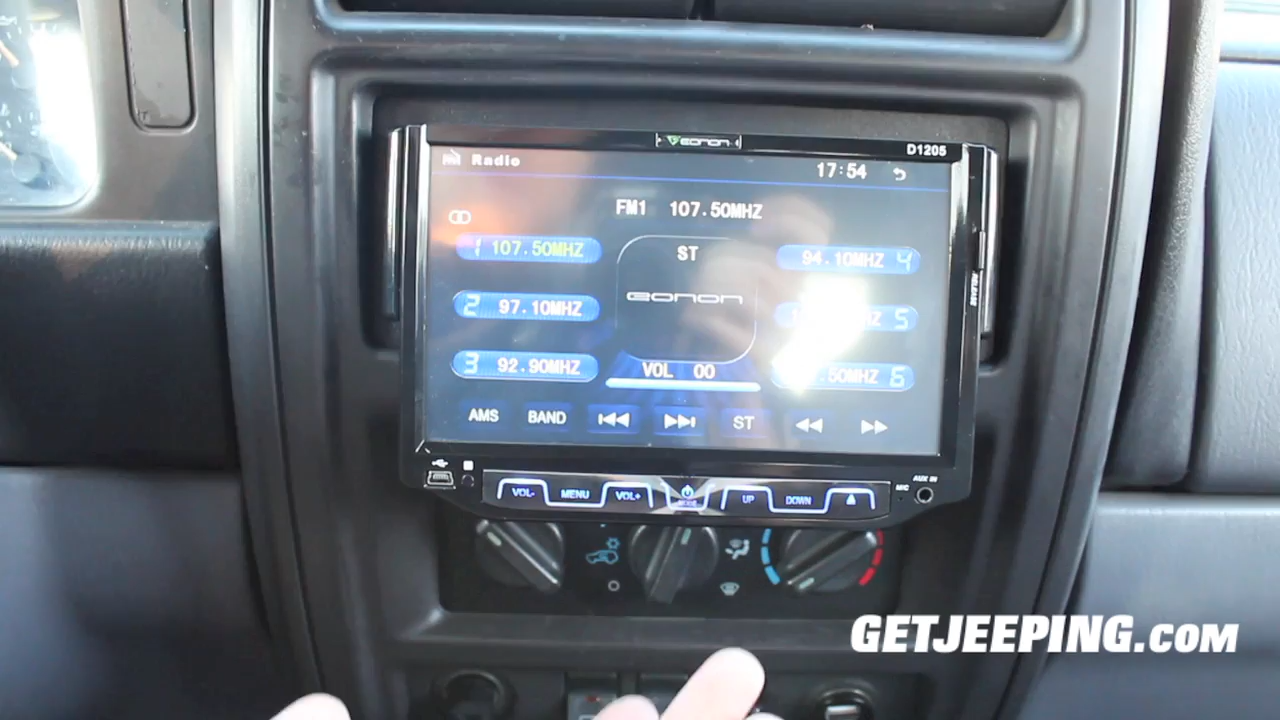 eonon
D1205
Radio
17:54
FM1 107.50MHZ
1 107.50MHZ
ST
94.10MHZ 4
2 97.10MHZ
eonon
5
3 92.90MHZ
VOL 00
.50MHZ 6
AMS BAND ST
RELEASE
VOL- MENU VOL+ MODE UP DOWN
MIC AUX IN
GETJEEPING.COM